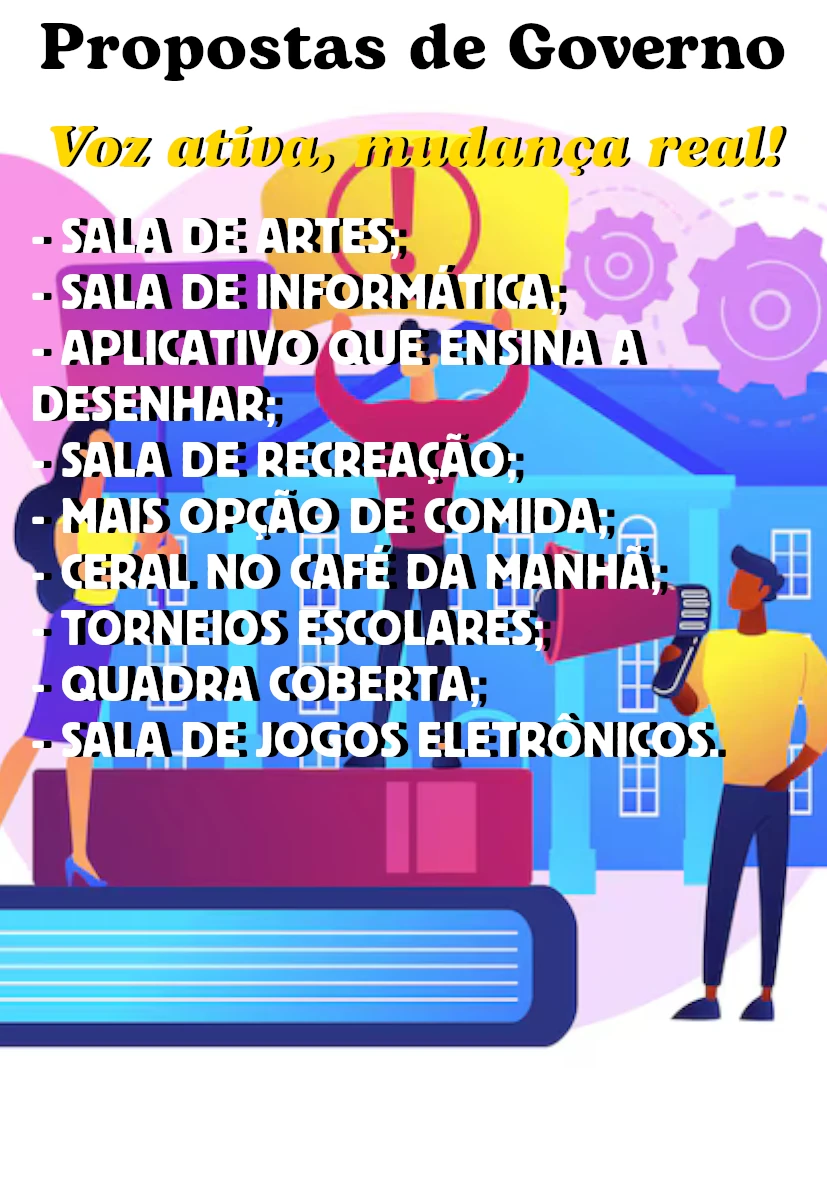 Propostas de Governo
Voz ativa, mudança real!
- SALA DE ARTES;
- SALA DE INFORMÁTICA;
- APLICATIVO QUE ENSINA A
DESENHAR;
- SALA DE RECREAÇÃO;
- MAIS OPÇÃO DE COMIDA;
- CERAL NO CAFÉ DA MANHÃ;
- TORNEIOS ESCOLARES;
- QUADRA COBERTA;
- SALA DE JOGOS ELETRÔNICOS.